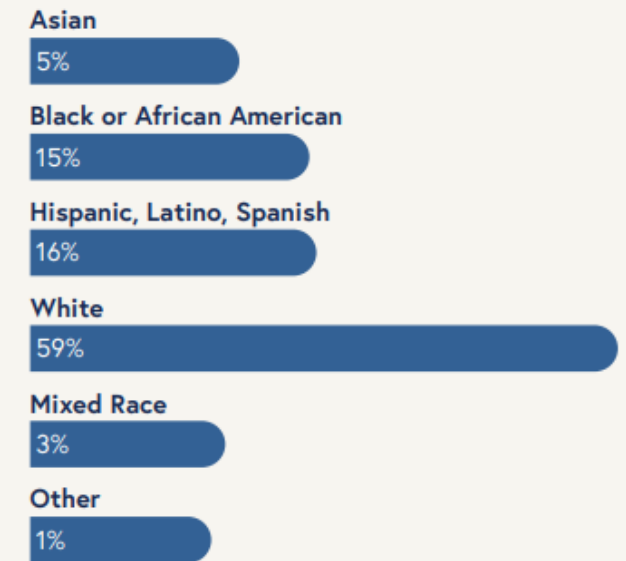 Asian
5%
Black or African American
15%
Hispanic, Latino, Spanish
16%
White
59%
Mixed Race
3%
Other
1%